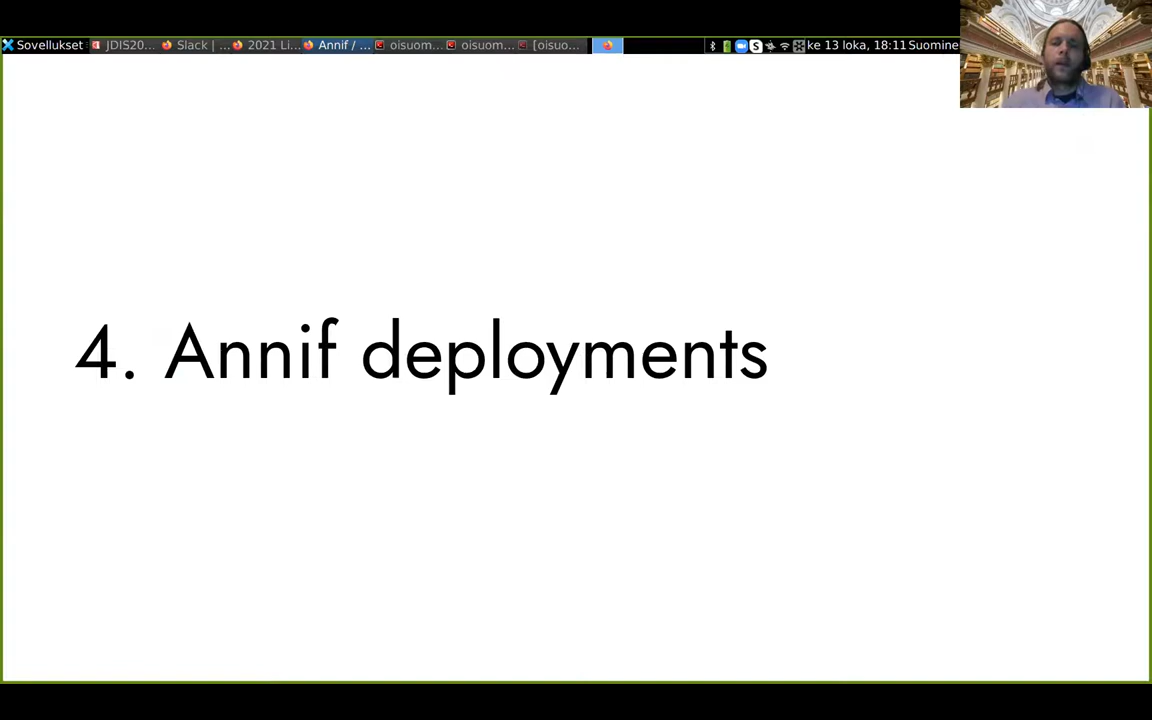 Sovellukset JDIS20... Slack | ... 2021 Li... Annif / ... oisuom... oisuom... [oisuo... S ke 13 loka, 18:11 Suomine
4. Annif deployments